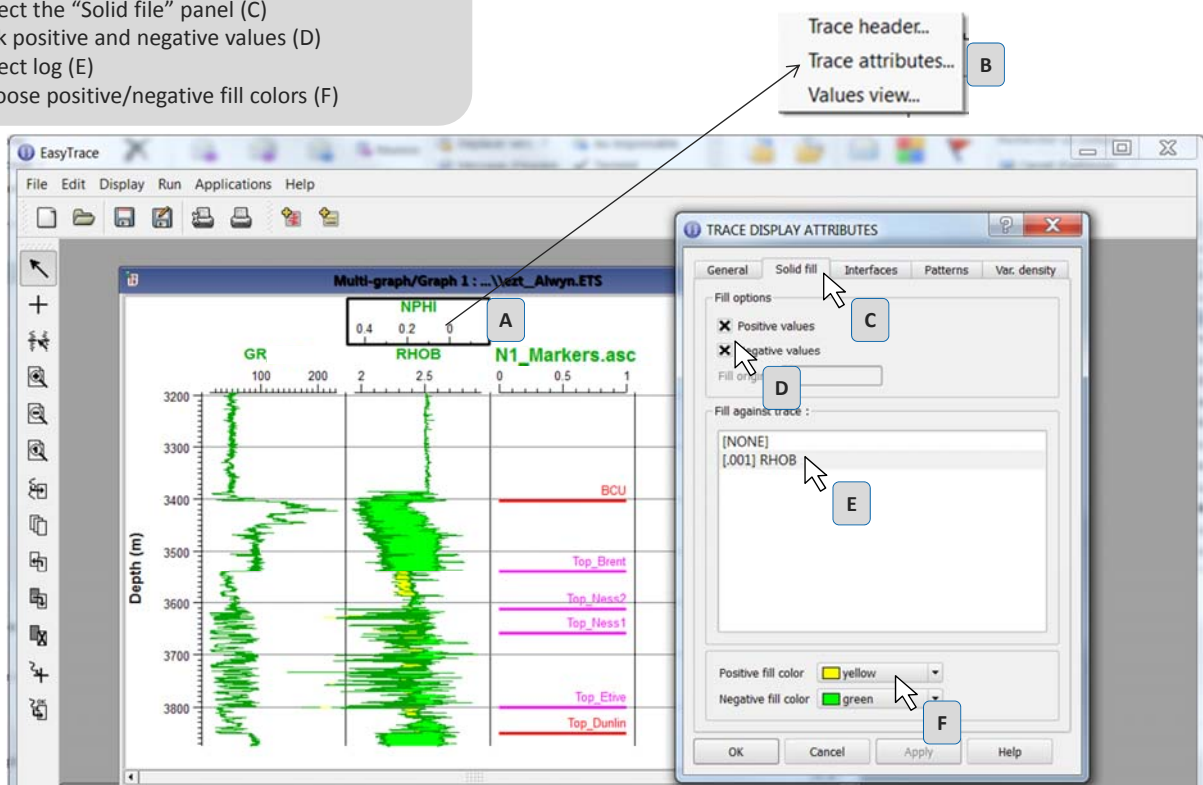 ect the “Solid file” panel (C)
k positive and negative values (D)
ect log (E)
oose positive/negative fill colors (F)
Trace header...
Trace attributes...
B
Values view...
EasyTrace
File Edit Display Run Applications Help
Multi-graph/Graph 1 : ...\\ezt_Alwyn.ETS
NPHI
0.4 0.2 0
A
GR RHOB N1_Markers.asc
100 200 2 2.5 0 0.5 1
Depth (m)
3200
3300
3400
3500
3600
3700
3800
BCU
Top_Brent
Top_Ness2
Top_Ness1
Top_Etive
Top_Dunlin
TRACE DISPLAY ATTRIBUTES
General Solid fill Interfaces Patterns Var. density
Fill options
C
Positive values
gative values
Fill origi
D
Fill against trace :
[NONE]
[.001] RHOB
E
Positive fill color yellow
Negative fill color green
F
OK Cancel Apply Help